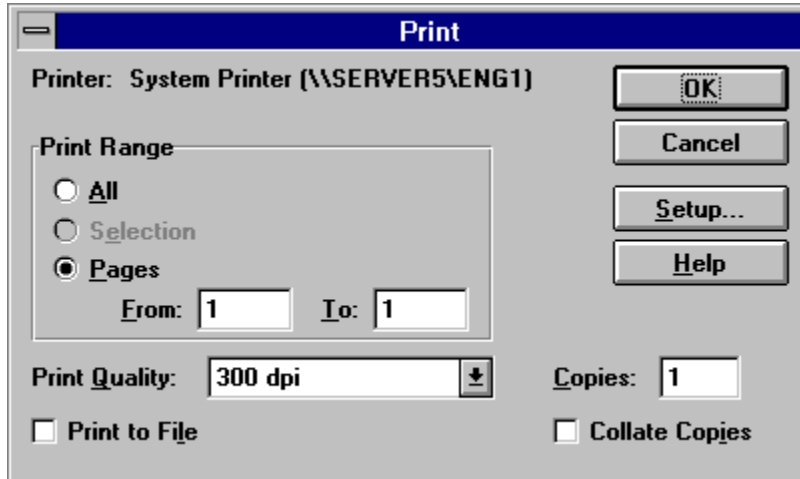 Print
Printer: System Printer (\\SERVER5\ENG1)
OK
Cancel
Print Range
All
Selection
Pages
From: 1 To: 1
Setup...
Help
Print Quality: 300 dpi
Copies: 1
Print to File
Collate Copies